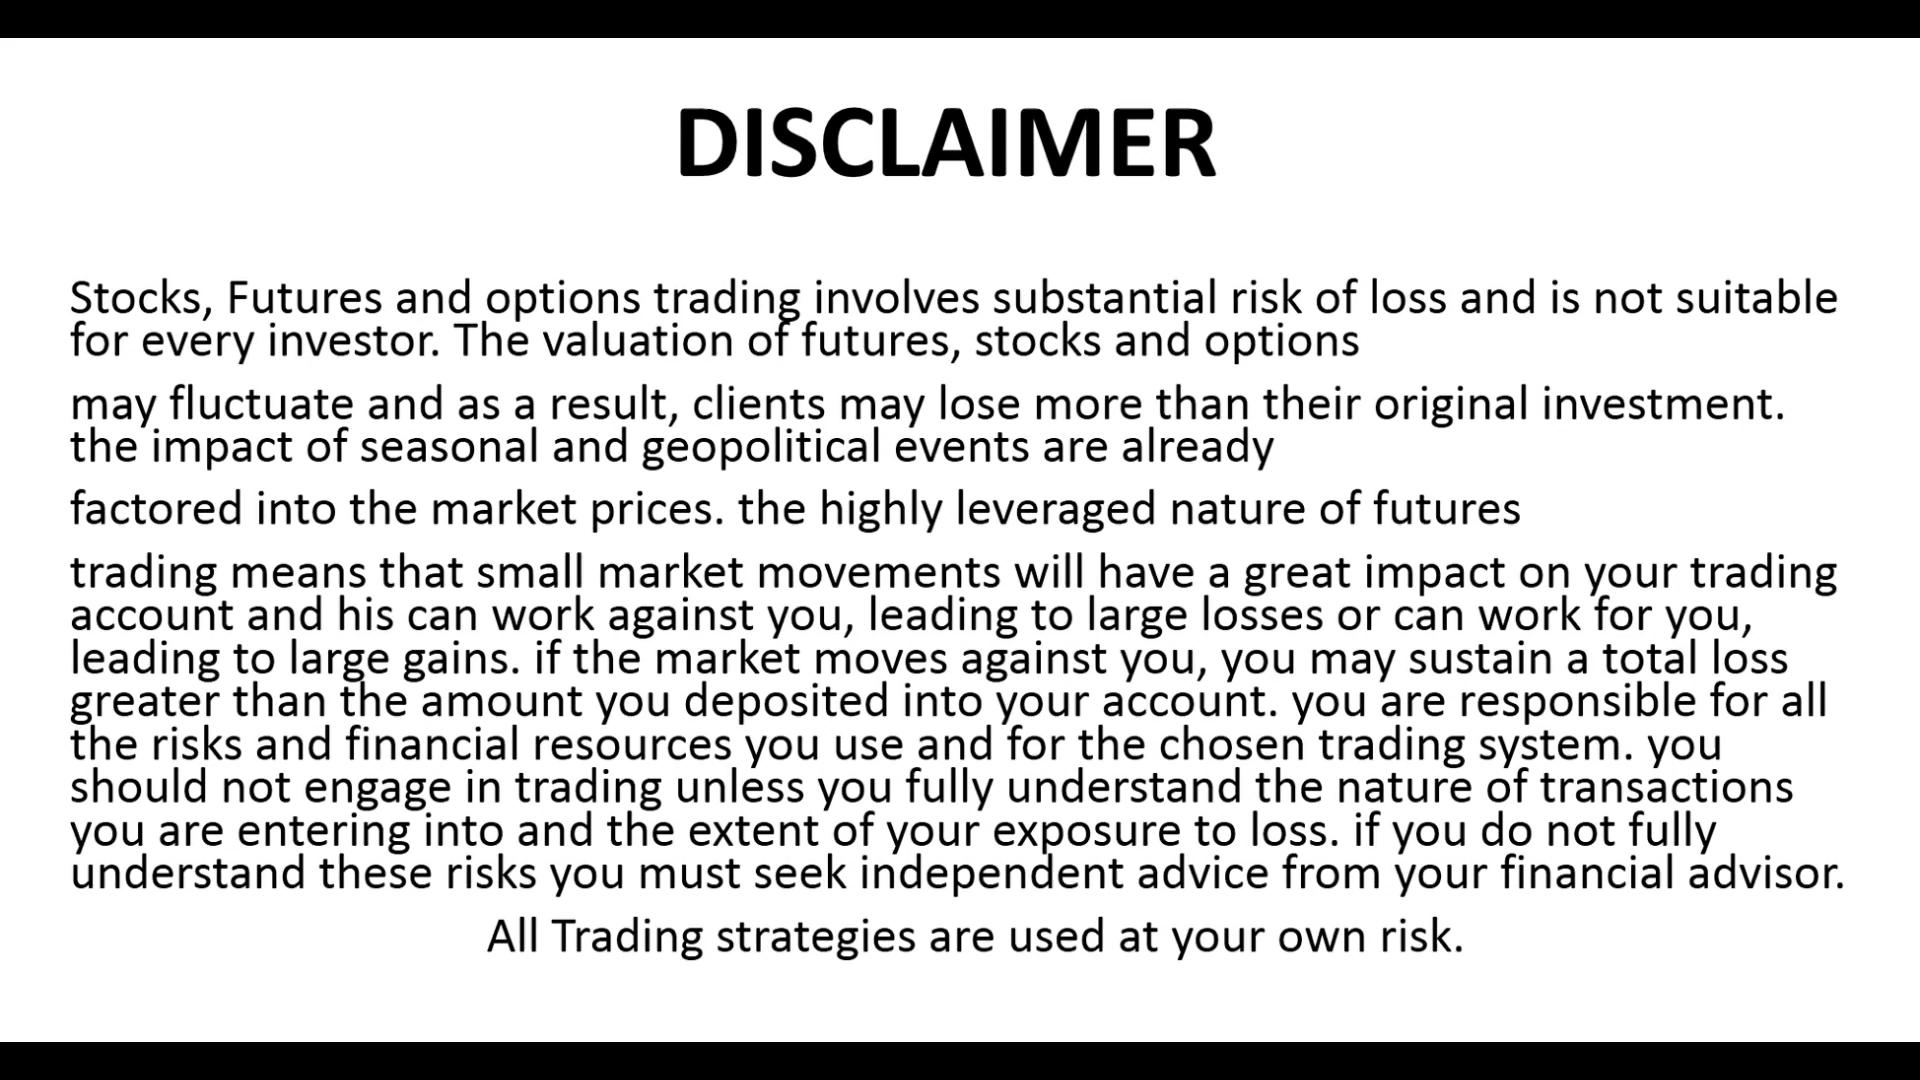 DISCLAIMER
Stocks, Futures and options trading involves substantial risk of loss and is not suitable
for every investor. The valuation of futures, stocks and options
may fluctuate and as a result, clients may lose more than their original investment.
the impact of seasonal and geopolitical events are already
factored into the market prices. the highly leveraged nature of futures
trading means that small market movements will have a great impact on your trading
account and his can work against you, leading to large losses or can work for you,
leading to large gains. if the market moves against you, you may sustain a total loss
greater than the amount you deposited into your account. you are responsible for all
the risks and financial resources you use and for the chosen trading system. you
should not engage in trading unless you fully understand the nature of transactions
you are entering into and the extent of your exposure to loss. if you do not fully
understand these risks you must seek independent advice from your financial advisor.
All Trading strategies are used at your own risk.